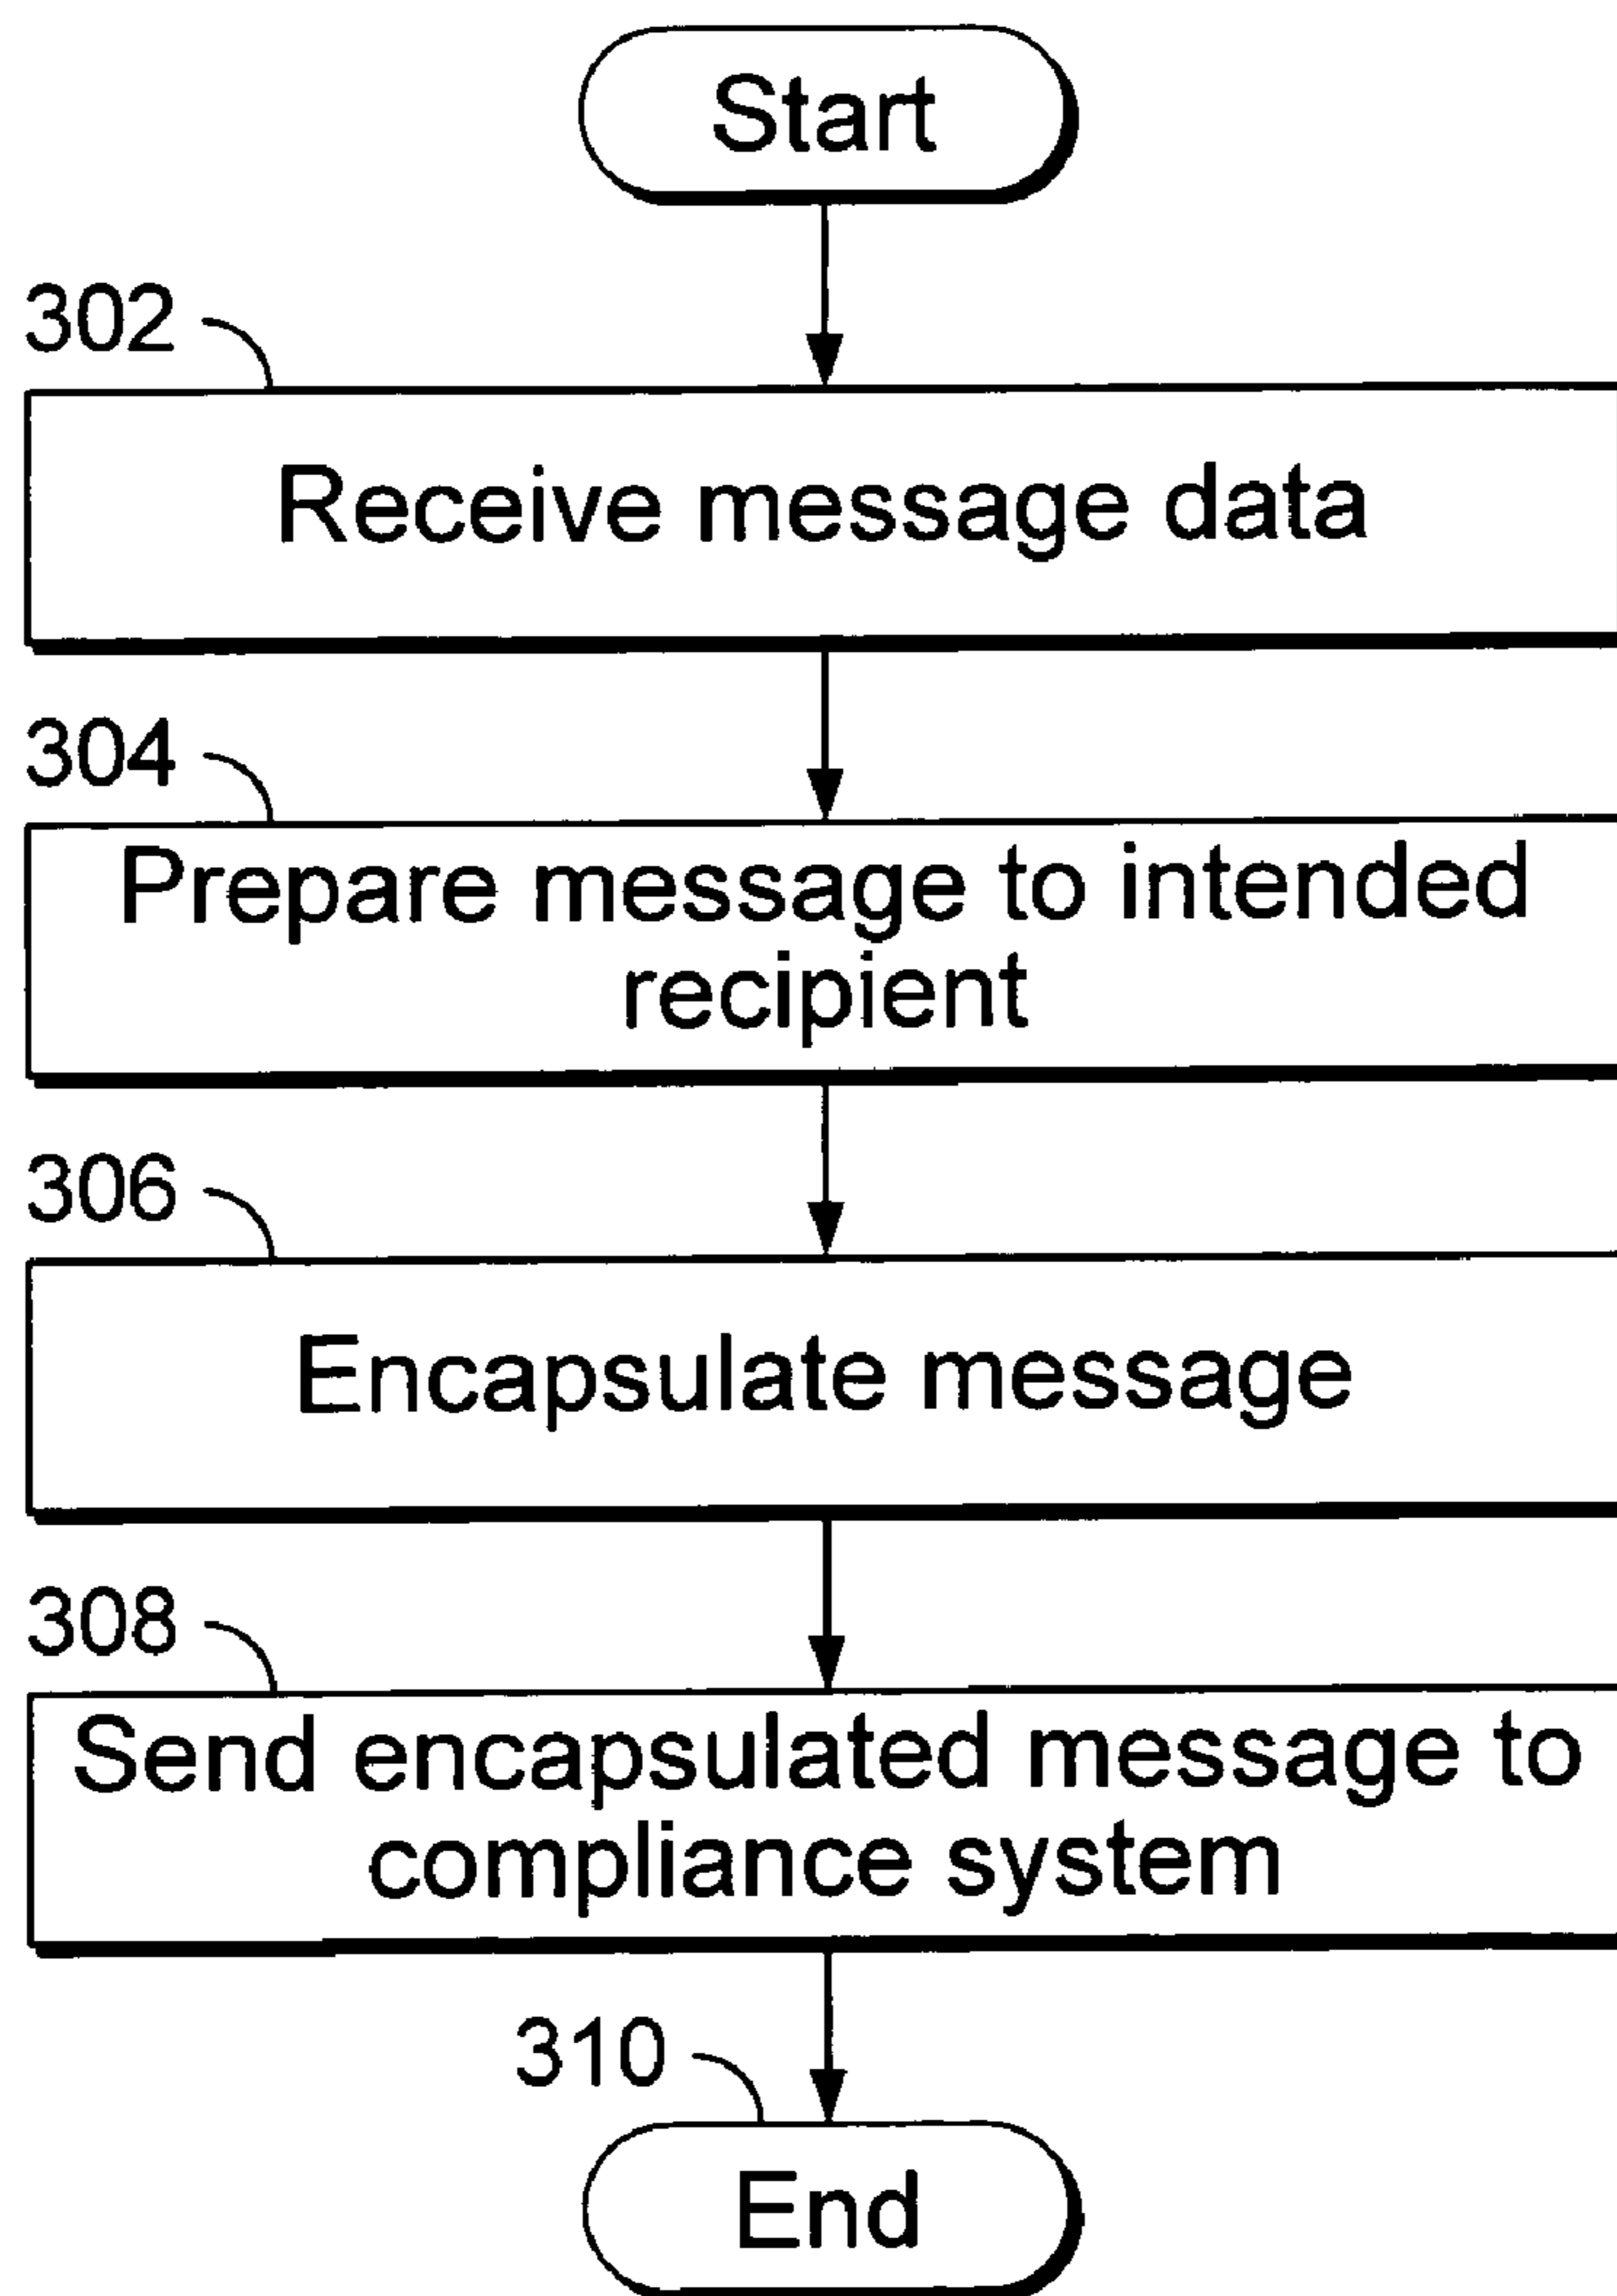 Start
302
Receive message data
304
Prepare message to intended
recipient
306
Encapsulate message
308
Send encapsulated message to
compliance system
310
End